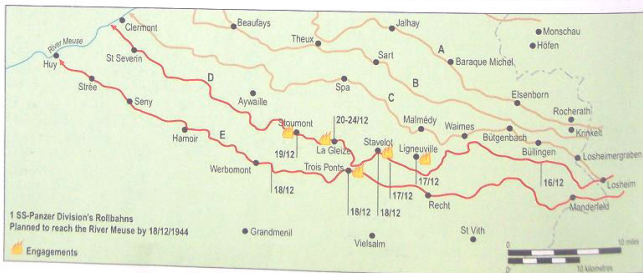 Clermont
Beaufays
Theux
Jalhay
A
Monschau
Höfen
River Meuse
Huy
St Severin
Sart
Baraque Michel
B
D
Strée
Seny
Aywaille
Spa
C
Elsenborn
Rocherath
Krinkelt
Hamoir
E
Stoumont
20-24/12
La Gleize
Malmédy
Waimes
Bütgenbach
Büllingen
Losheimergraben
19/12
Stavelot
Ligneuville
Werbomont
Trois Ponts
18/12
17/12
17/12
16/12
Losheim
18/12
18/12
Recht
Manderfeld
1 SS-Panzer Division's Rollbahns
Planned to reach the River Meuse by 18/12/1944
Engagements
Grandmenil
Vielsalm
St Vith
0
10 miles
0
10 kilometres